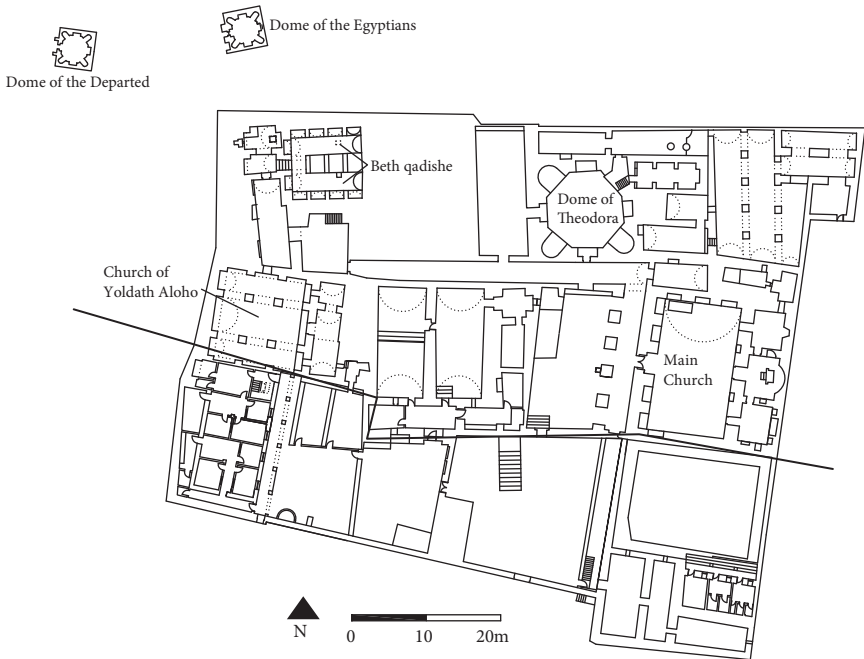 Dome of the Egyptians
Dome of the Departed
Beth qadishe
Dome of
Theodora
Church of
Yoldath Aloho
Main
Church
N
0 10 20m